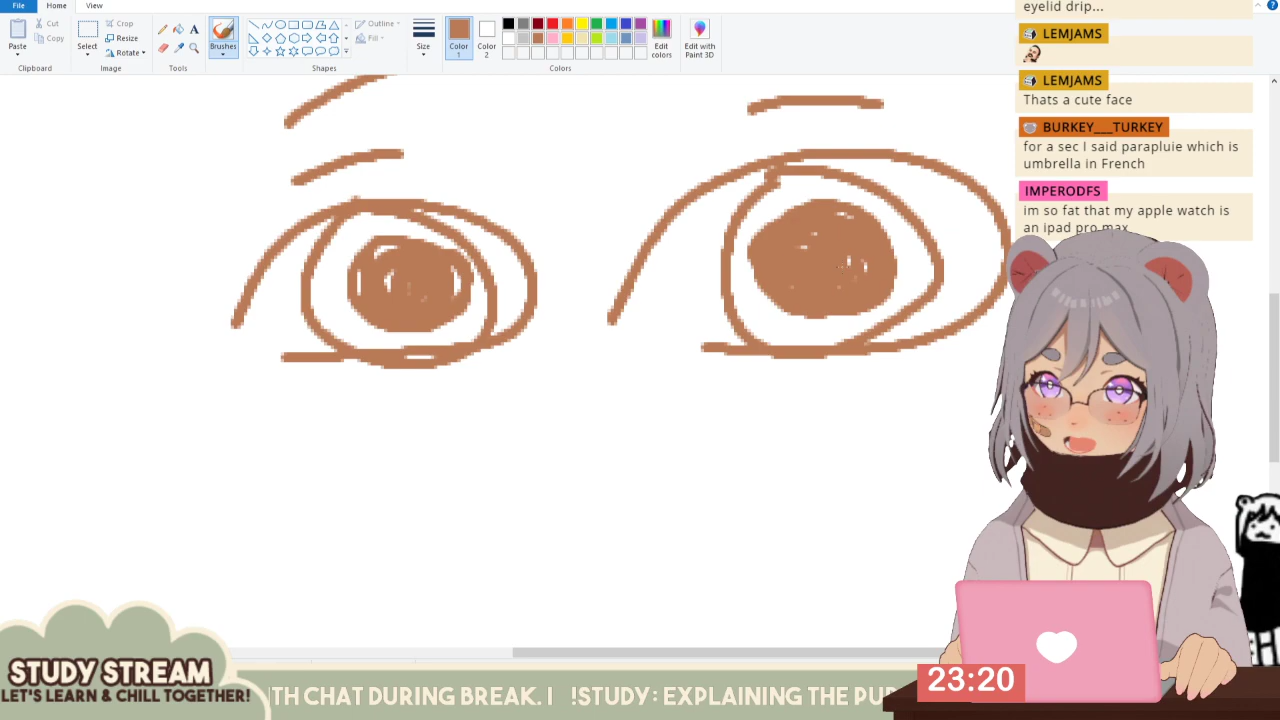 File
Home
View
Paste
Cut
Copy
Clipboard
Select
Crop
Resize
Rotate
Image
A
Tools
Brushes
Outline
Fill
Shapes
Size
Color
1
Color
2
Edit
colors
Colors
Edit with
Paint 3D
eyelid drip...
LEMJAMS
LEMJAMS
Thats a cute face
BURKEY___TURKEY
for a sec I said parapluie which is
umbrella in French
IMPERODFS
im so fat that my apple watch is
an ipad pro max
STUDY STREAM
LET'S LEARN & CHILL TOGETHER!
TH CHAT DURING BREAK. | !STUDY: EXPLAINING THE PUR
23:20